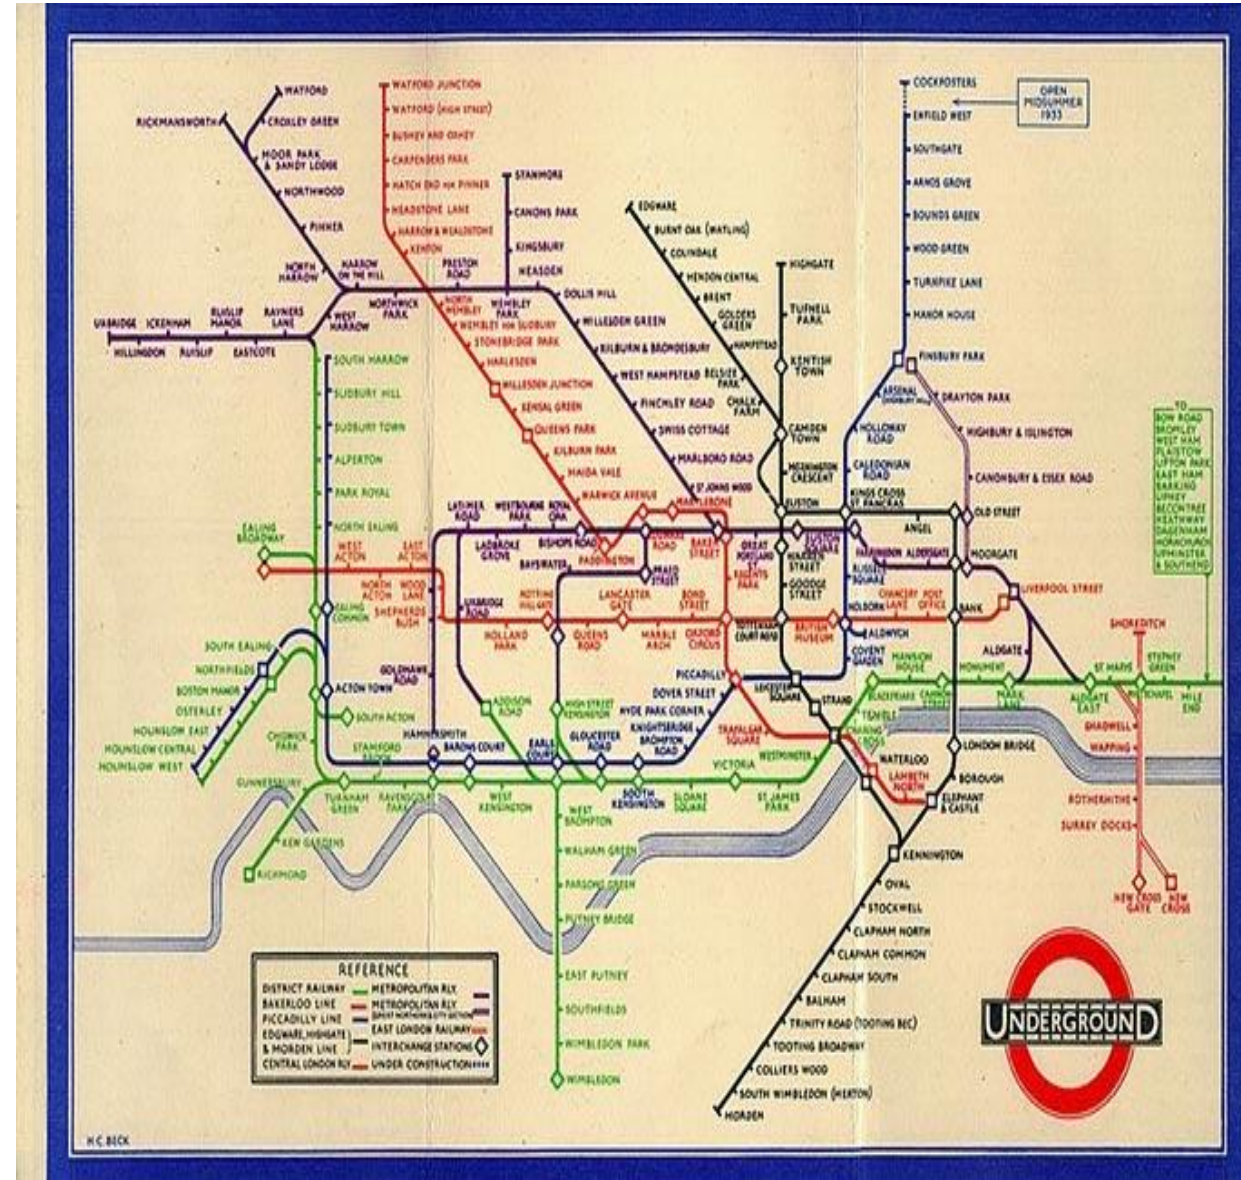 WATFORD
RICKMANSWORTH
CROXLEY GREEN
MOOR PARK
& SANDY LODGE
NORTHWOOD
PINNER
NORTH
HARROW
HARROW
ON THE HILL
NORTHWICK
PARK
PRESTON
ROAD
WEMBLEY
PARK
NEASDEN
STANMORE
CANONS PARK
KINGSBURY
DOLLIS HILL
WILLESDEN GREEN
KILBURN & BRONDESBURY
WEST HAMPSTEAD
FINCHLEY ROAD
SWISS COTTAGE
MARLBORO ROAD
ST JOHNS WOOD
UXBRIDGE
ICKENHAM
RUISLIP
MANOR
RAYNERS
LANE
HILLINGDON
RUISLIP
EASTCOTE
WEST
HARROW
WATFORD JUNCTION
WATFORD (HIGH STREET)
BUSHEY AND OXHEY
CARPENDERS PARK
HATCH END FOR PINNER
HEADSTONE LANE
HARROW & WEALDSTONE
KENTON
NORTH
WEMBLEY
WEMBLEY FOR SUDBURY
STONEBRIDGE PARK
HARLESDEN
WILLESDEN JUNCTION
KENSAL GREEN
QUEENS PARK
KILBURN PARK
MAIDA VALE
WARWICK AVENUE
MARYLEBONE
PADDINGTON
EDGWARE
BURNT OAK (WATLING)
COLINDALE
HENDON CENTRAL
BRENT
GOLDERS
GREEN
HAMPSTEAD
BELSIZE
PARK
CHALK
FARM
HIGHGATE
TUFNELL
PARK
KENTISH
TOWN
CAMDEN
TOWN
MORNINGTON
CRESCENT
EUSTON
COCKFOSTERS
ENFIELD WEST
SOUTHGATE
ARNOS GROVE
BOUNDS GREEN
WOOD GREEN
TURNPIKE LANE
MANOR HOUSE
FINSBURY PARK
OPEN
MIDSUMMER
1933
ARSENAL
HOLLOWAY
ROAD
CALEDONIAN
ROAD
KINGS CROSS
ST PANCRAS
DRAYTON PARK
HIGHBURY & ISLINGTON
CANONBURY & ESSEX ROAD
OLD STREET
ANGEL
MOORGATE
TO
BOW ROAD
BROMLEY
WEST HAM
PLAISTOW
UPTON PARK
EAST HAM
BARKING
UPNEY
BECONTREE
HEATHWAY
DAGENHAM
HORNCHURCH
UPMINSTER
& SOUTHEND
SOUTH HARROW
SUDBURY HILL
SUDBURY TOWN
ALPERTON
PARK ROYAL
NORTH EALING
EALING
BROADWAY
WEST
ACTON
EAST
ACTON
NORTH
ACTON
WOOD
LANE
SHEPHERDS
BUSH
EALING
COMMON
LATIMER
ROAD
WESTBOURNE
PARK
ROYAL
OAK
LADBROKE
GROVE
BISHOPS ROAD
BAYSWATER
PRAED
STREET
BAKER
STREET
GREAT
PORTLAND
ST
EUSTON
SQUARE
WARREN
STREET
GOODGE
STREET
REGENTS
PARK
RUSSELL
SQUARE
FARRINGDON
ALDERSGATE
LIVERPOOL STREET
UXBRIDGE
ROAD
HOLLAND
PARK
NOTTING
HILL GATE
LANCASTER
GATE
QUEENS
ROAD
MARBLE
ARCH
BOND
STREET
OXFORD
CIRCUS
TOTTENHAM
COURT ROAD
BRITISH
MUSEUM
HOLBORN
CHANCERY
LANE
POST
OFFICE
BANK
ALDWYCH
COVENT
GARDEN
ALDGATE
GOLDHAWK
ROAD
HAMMERSMITH
SOUTH EALING
NORTHFIELDS
BOSTON MANOR
OSTERLEY
HOUNSLOW EAST
HOUNSLOW CENTRAL
HOUNSLOW WEST
ACTON TOWN
SOUTH ACTON
CHISWICK
PARK
GUNNERSBURY
KEW GARDENS
RICHMOND
TURNHAM
GREEN
STAMFORD
BROOK
RAVENSCOURT
PARK
BARONS COURT
WEST
KENSINGTON
ADDISON
ROAD
EARLS
COURT
HIGH STREET
KENSINGTON
GLOUCESTER
ROAD
SOUTH
KENSINGTON
SLOANE
SQUARE
VICTORIA
ST JAMES
PARK
WESTMINSTER
PICCADILLY
DOVER STREET
HYDE PARK CORNER
KNIGHTSBRIDGE
BROMPTON
ROAD
LEICESTER
SQUARE
STRAND
TRAFALGAR
SQUARE
CHARING
CROSS
TEMPLE
BLACKFRIARS
MANSION
HOUSE
CANNON
STREET
MONUMENT
MARK
LANE
ALDGATE
EAST
ST MARYS
WHITECHAPEL
STEPNEY
GREEN
MILE
END
SHOREDITCH
SHADWELL
WAPPING
ROTHERHITHE
SURREY DOCKS
NEW CROSS
GATE
NEW
CROSS
WATERLOO
LAMBETH
NORTH
LONDON BRIDGE
BOROUGH
ELEPHANT
& CASTLE
KENNINGTON
OVAL
STOCKWELL
CLAPHAM NORTH
CLAPHAM COMMON
CLAPHAM SOUTH
BALHAM
TRINITY ROAD (TOOTING BEC)
TOOTING BROADWAY
COLLIERS WOOD
SOUTH WIMBLEDON (MERTON)
MORDEN
WEST
BROMPTON
WALHAM GREEN
PARSONS GREEN
PUTNEY BRIDGE
EAST PUTNEY
SOUTHFIELDS
WIMBLEDON PARK
WIMBLEDON
REFERENCE
DISTRICT RAILWAY
BAKERLOO LINE
PICCADILLY LINE
EDGWARE, HIGHGATE
& MORDEN LINE
CENTRAL LONDON RLY
METROPOLITAN RLY.
METROPOLITAN RLY.
EAST LONDON RAILWAY
INTERCHANGE STATIONS
UNDER CONSTRUCTION
UNDERGROUND
H.C. BECK